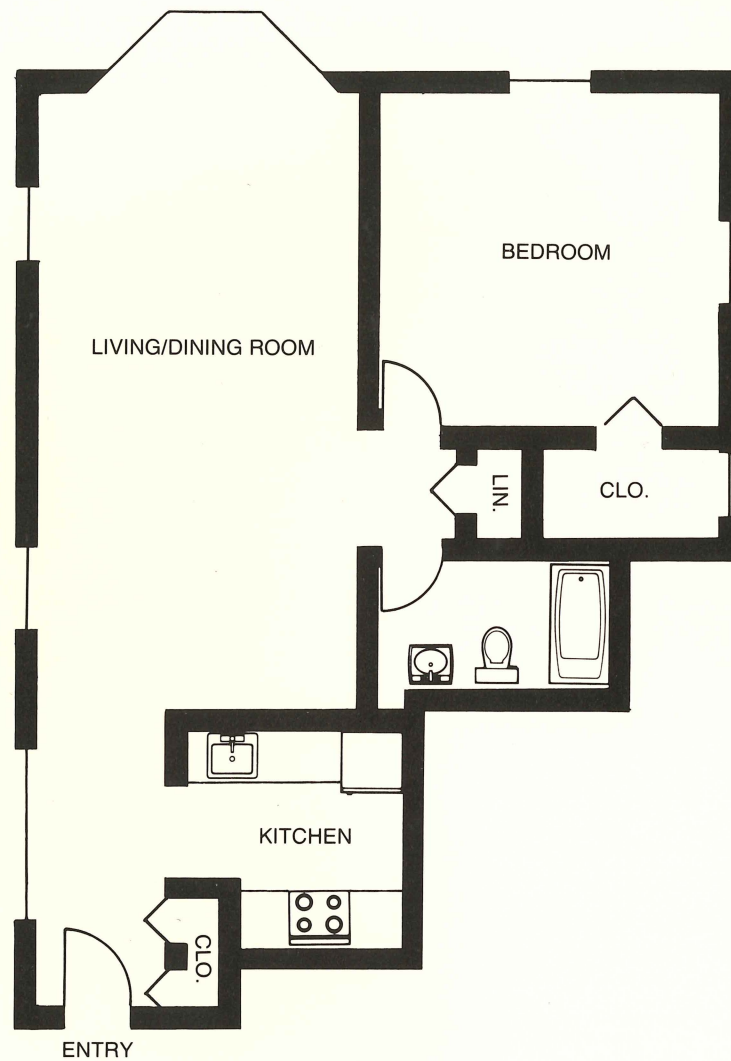 BEDROOM
LIVING/DINING ROOM
LIN.
CLO.
KITCHEN
CLO.
ENTRY